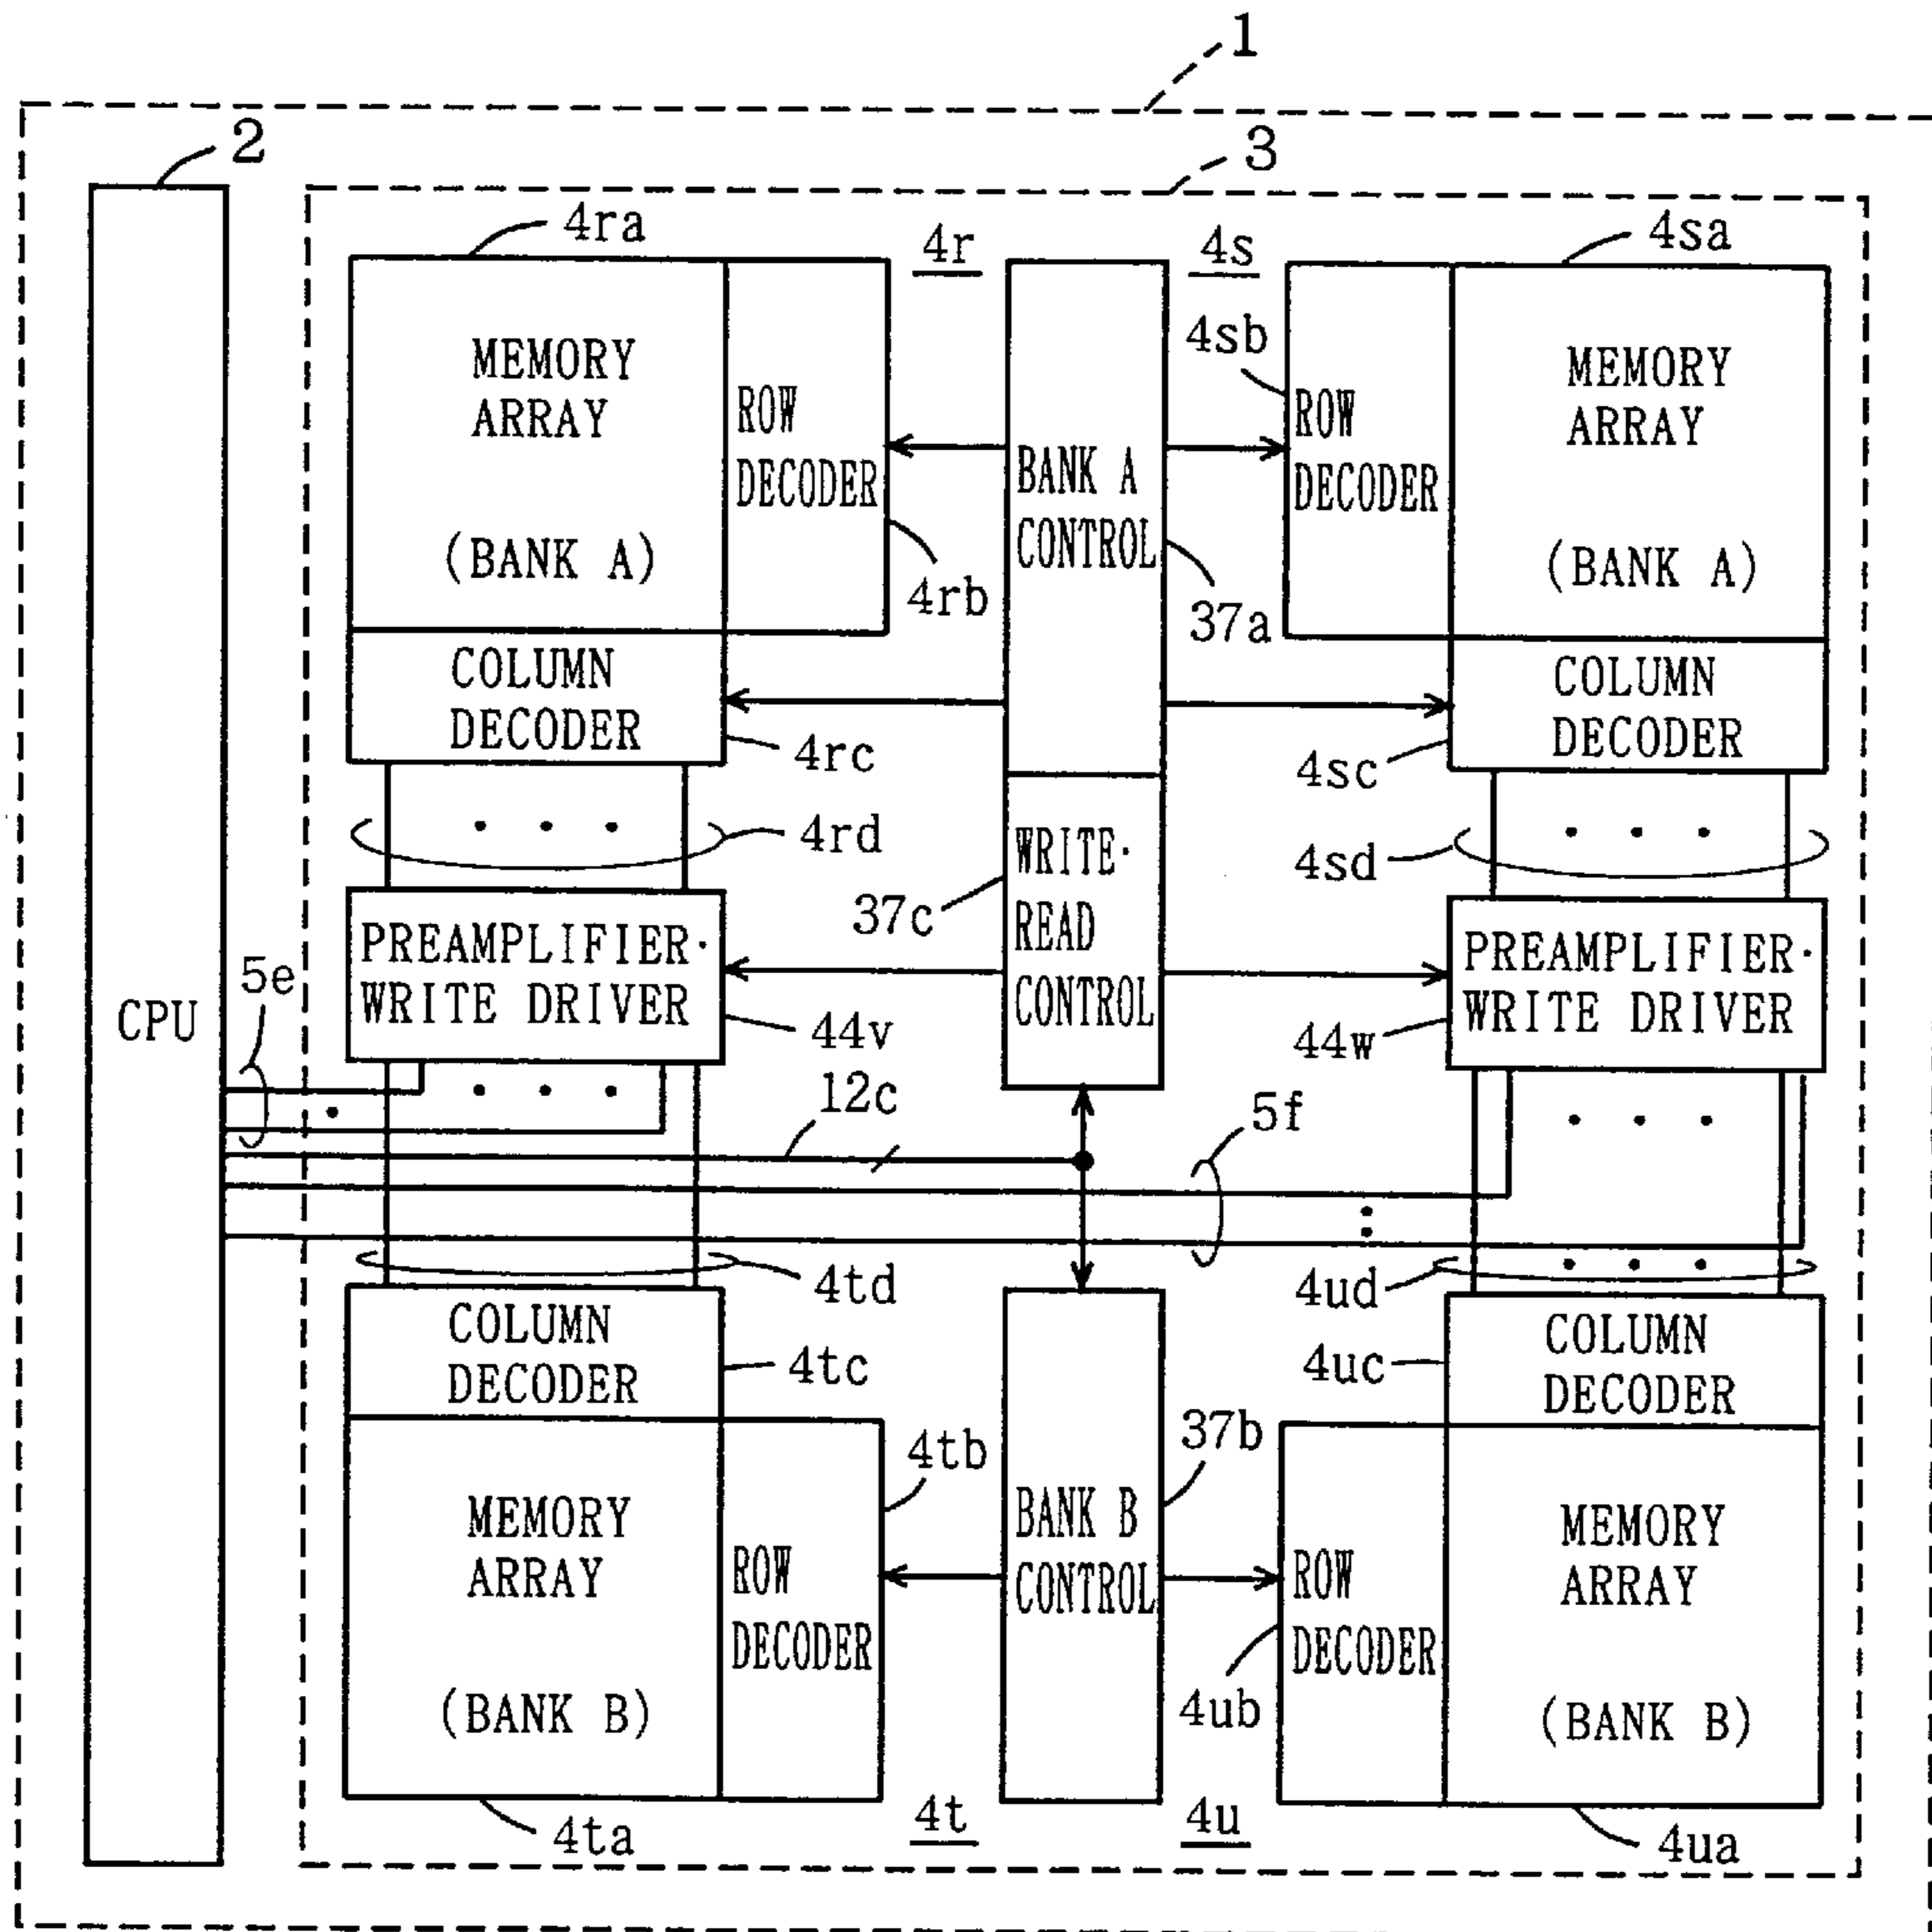 1
2
3
4ra
4r
4s
4sa
MEMORY
ARRAY
(BANK A)
ROW
DECODER
4rb
BANK A
CONTROL
37a
4sb
ROW
DECODER
MEMORY
ARRAY
(BANK A)
COLUMN
DECODER
4rc
4sc
COLUMN
DECODER
4rd
37c
WRITE·
READ
CONTROL
4sd
PREAMPLIFIER·
WRITE DRIVER
44v
44w
PREAMPLIFIER·
WRITE DRIVER
CPU
5e
12c
5f
4td
4ud
COLUMN
DECODER
4tc
4uc
COLUMN
DECODER
MEMORY
ARRAY
(BANK B)
ROW
DECODER
4tb
BANK B
CONTROL
37b
4ub
ROW
DECODER
MEMORY
ARRAY
(BANK B)
4ta
4t
4u
4ua